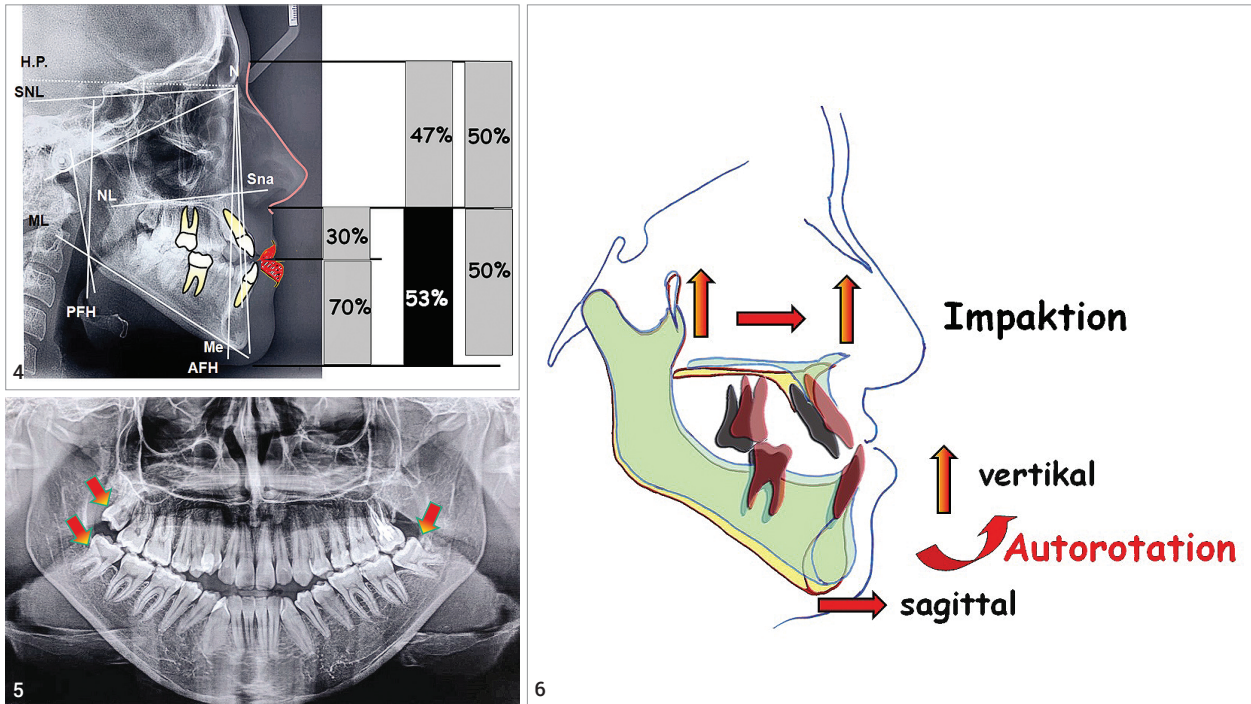 H.P.
N
SNL
47%
50%
Sna
NL
ML
30%
50%
70%
53%
PFH
Me
AFH
4
5
Impaktion
vertikal
Autorotation
sagittal
6